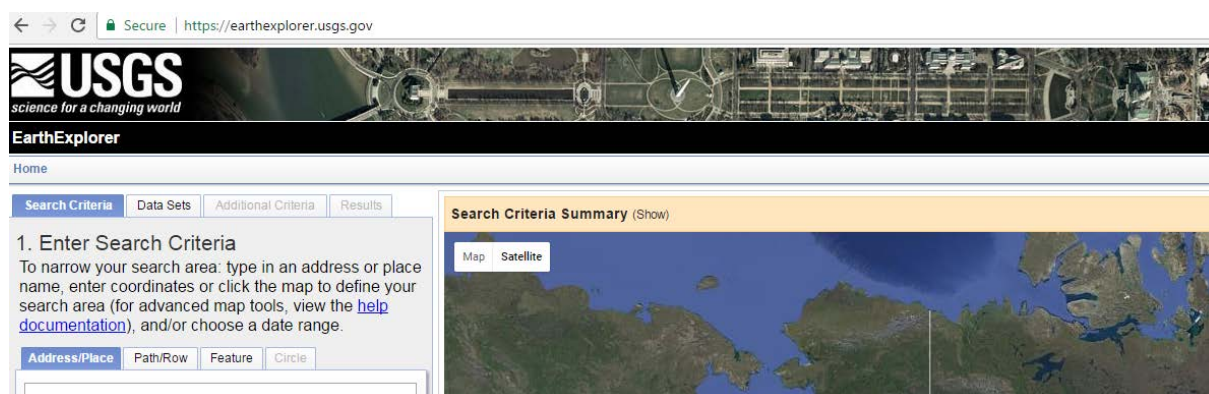 Secure | https://earthexplorer.usgs.gov
USGS
science for a changing world
EarthExplorer
Home
Search Criteria Data Sets Additional Criteria Results
1. Enter Search Criteria
To narrow your search area: type in an address or place
name, enter coordinates or click the map to define your
search area (for advanced map tools, view the help
documentation), and/or choose a date range.
Address/Place Path/Row Feature Circle
Search Criteria Summary (Show)
Map Satellite